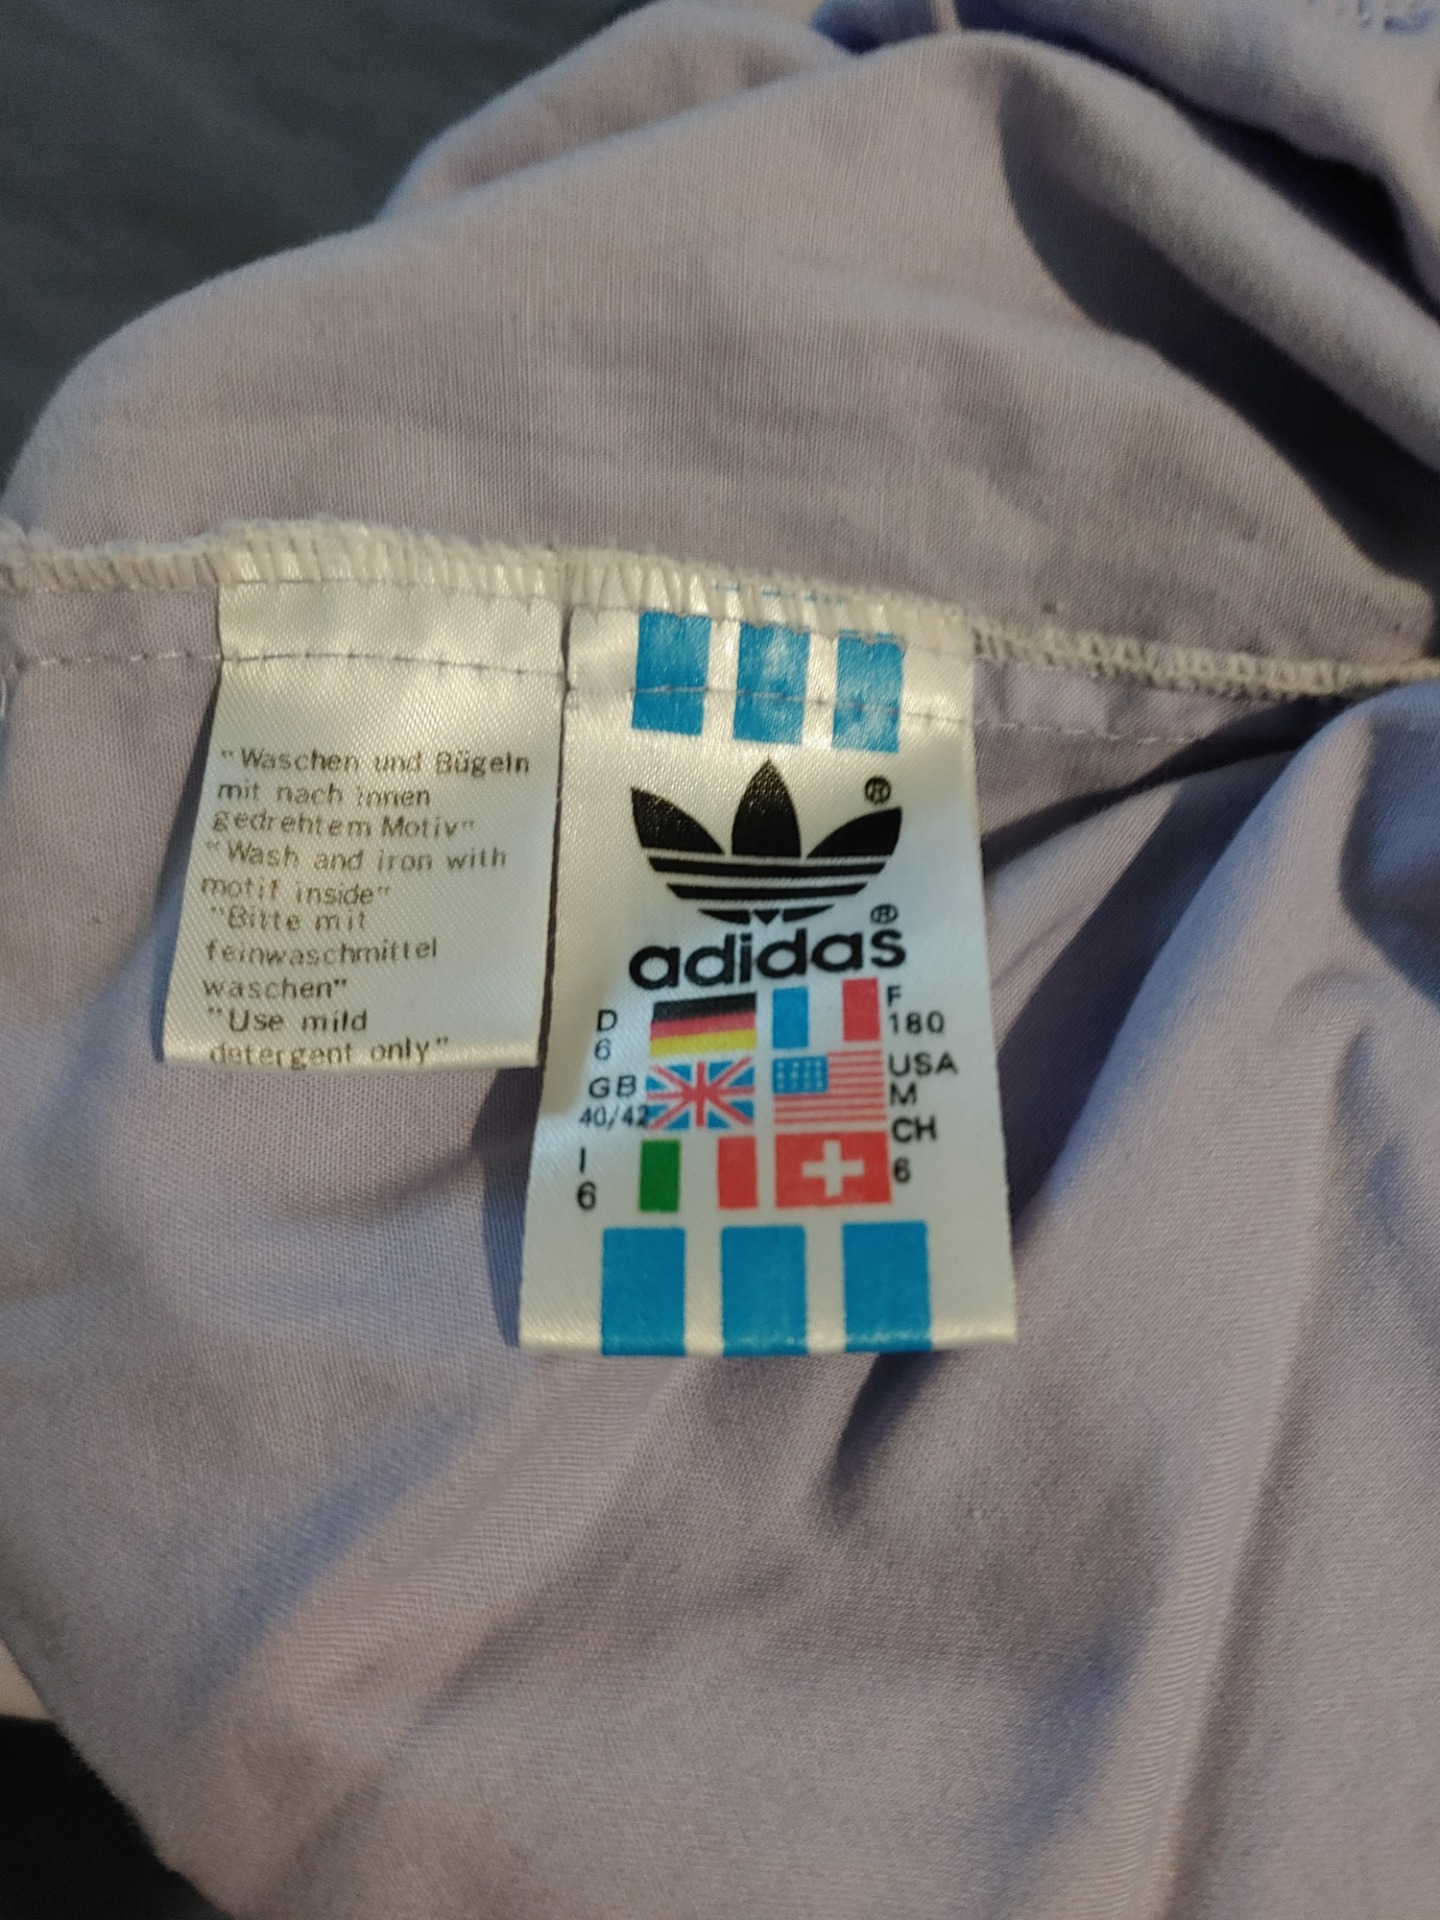 "Waschen und Bügeln
mit nach innen
gedrehtem Motiv"
"Wash and iron with
motif inside"
"Bitte mit
feinwaschmittel
waschen"
"Use mild
detergent only"
®
®
adidas
D
6
F
180
GB
40/42
USA
M
I
6
CH
6